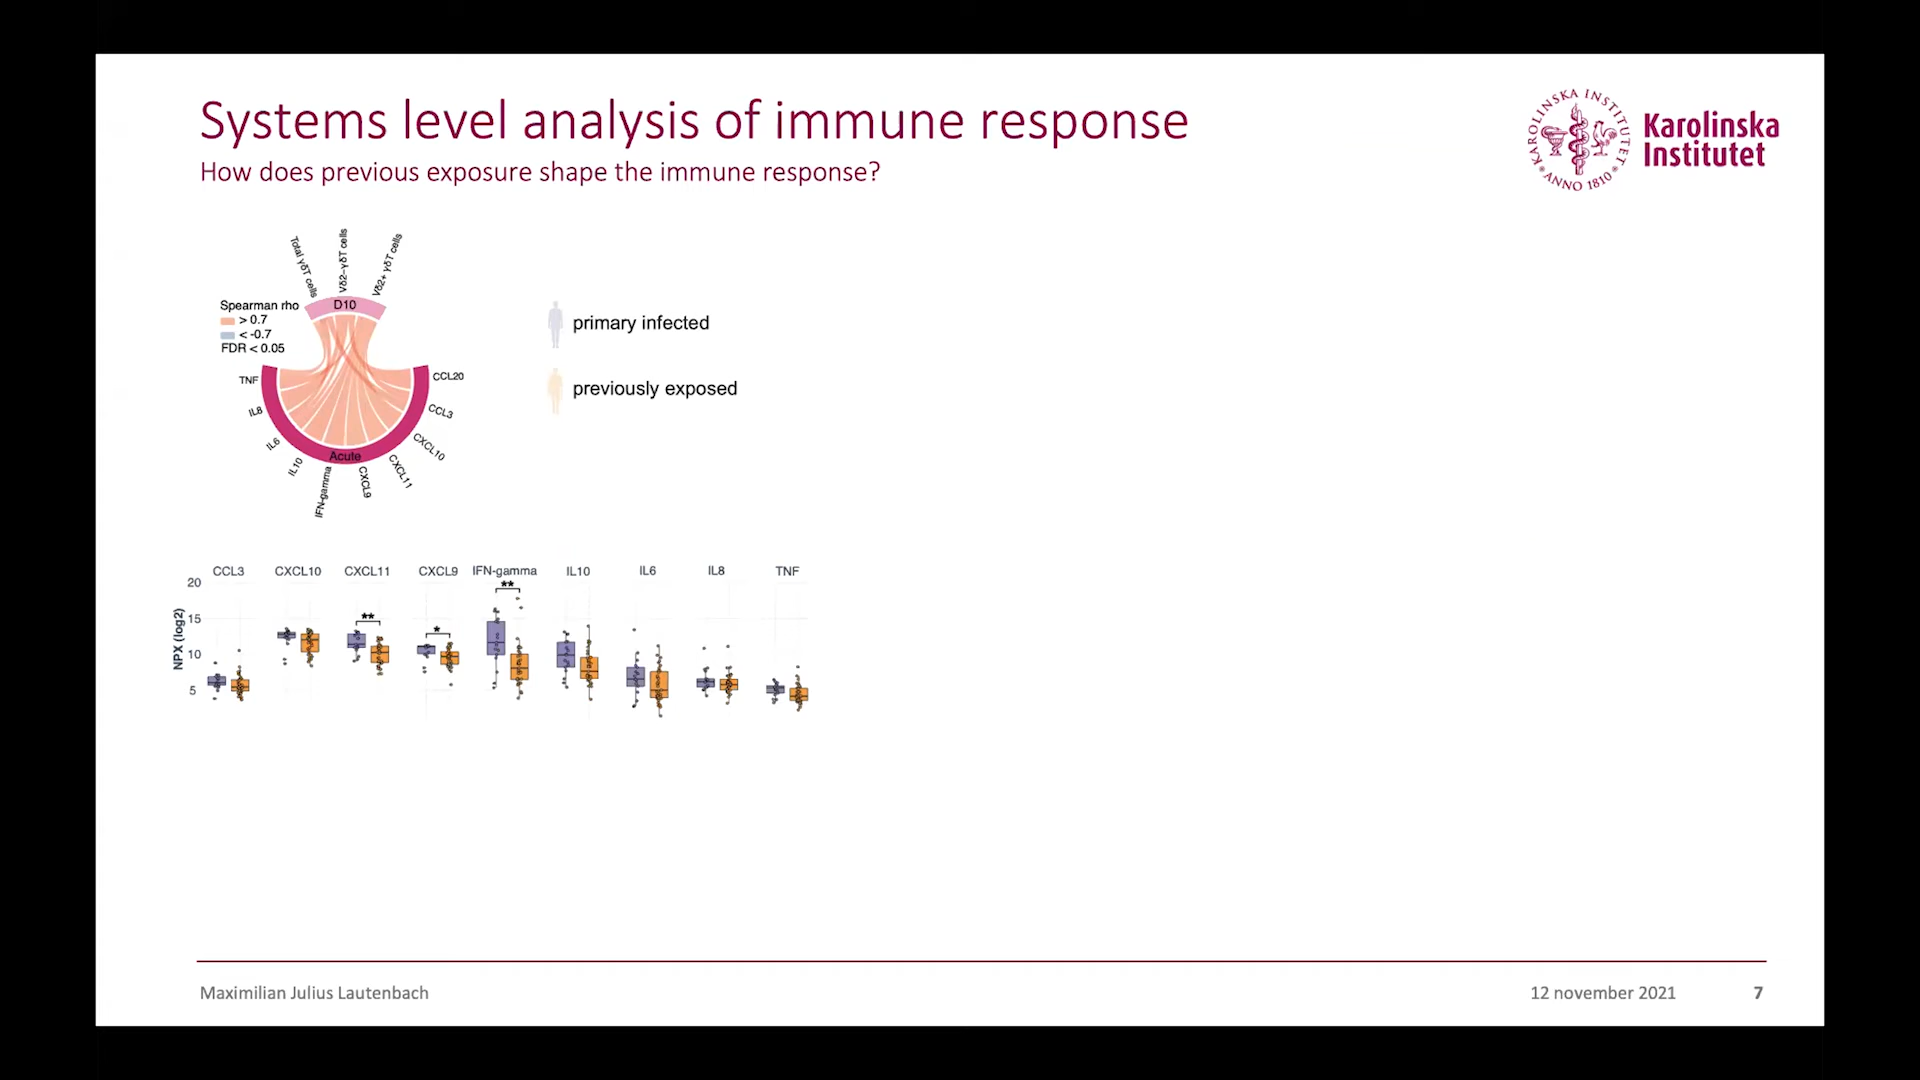 Systems level analysis of immune response
How does previous exposure shape the immune response?
KAROLINSKA INSTITUTET
ANNO 1810
Karolinska
Institutet
Total γδT cells
Vδ2−γδT cells
Vδ2+ γδT cells
D10
Spearman rho
> 0.7
< -0.7
FDR < 0.05
TNF
IL8
IL6
IL10
IFN-gamma
CXCL9
CXCL11
CXCL10
CCL3
CCL20
Acute
primary infected
previously exposed
CCL3 CXCL10 CXCL11 CXCL9 IFN-gamma IL10 IL6 IL8 TNF
NPX (log2)
20
15
10
5
** * **
Maximilian Julius Lautenbach
12 november 2021
7